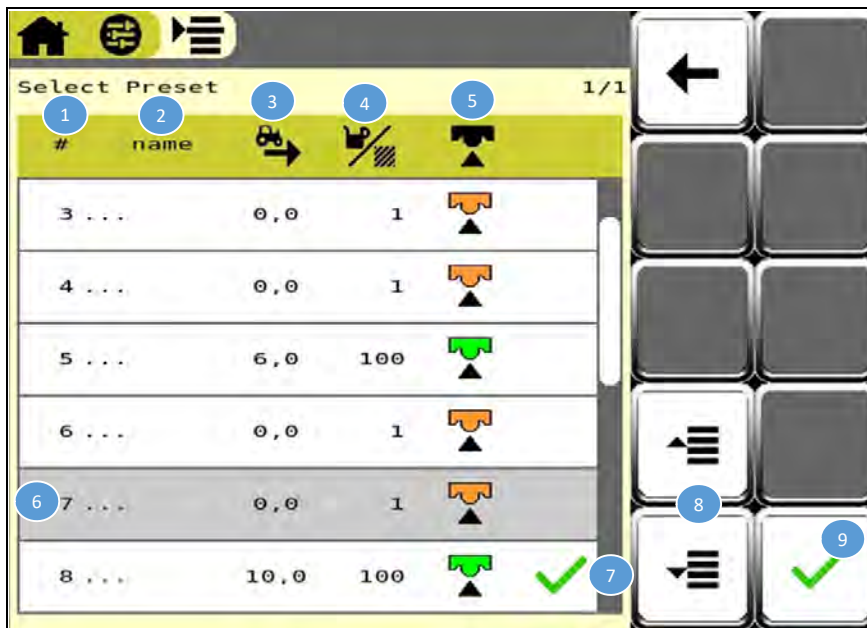 Select Preset 1/1
1 2 3 4 5
# name
3 ... 0,0 1
4 ... 0,0 1
5 ... 6,0 100
6 ... 0,0 1
6 7 ... 0,0 1
8
9
8 ... 10,0 100 7